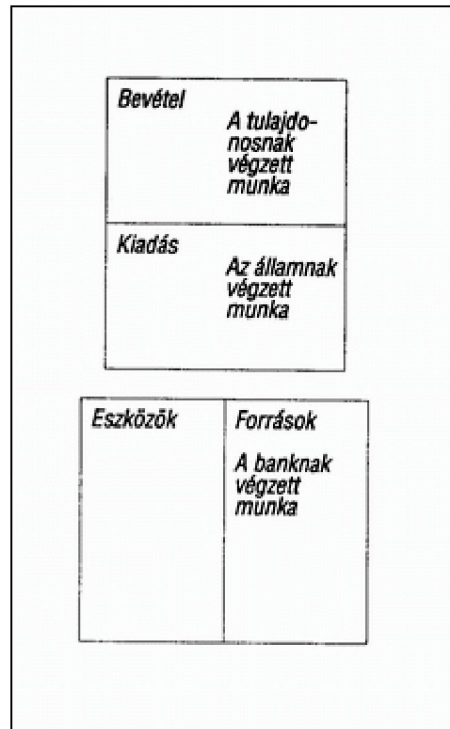 Bevétel
A tulajdo-
nosnak
végzett
munka
Kiadás
Az államnak
végzett
munka
Eszközök
Források
A banknak
végzett
munka